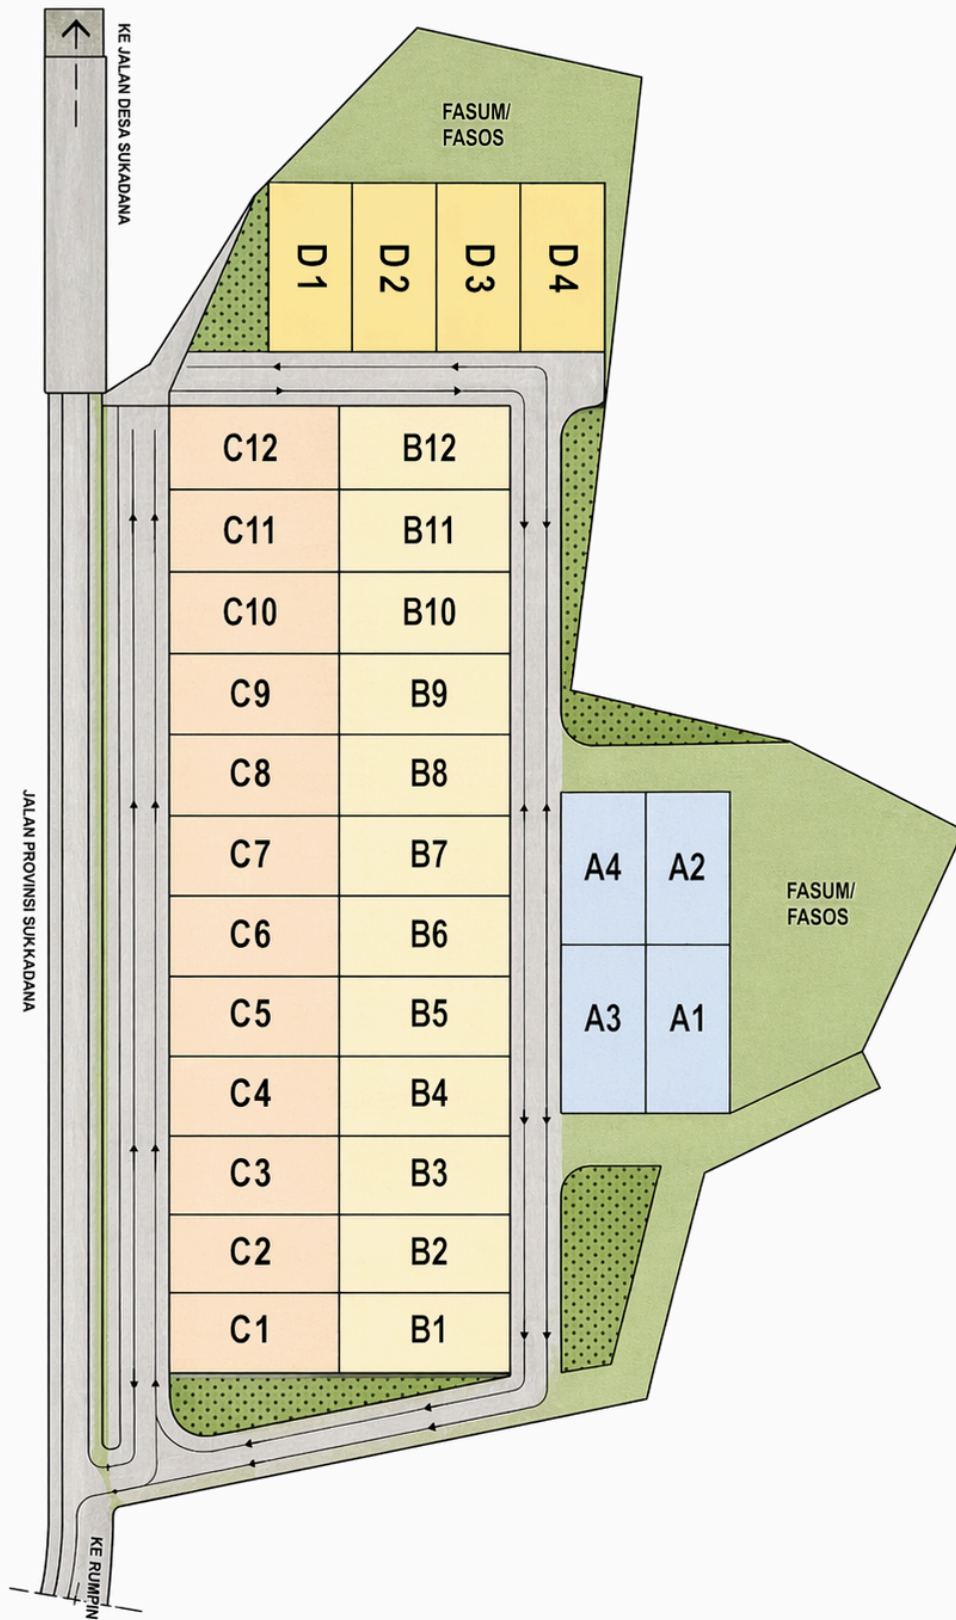 KE JALAN DESA SUKADANA
FASUM/
FASOS
D1
D2
D3
D4
C12
B12
C11
B11
C10
B10
C9
B9
C8
B8
C7
B7
C6
B6
C5
B5
C4
B4
C3
B3
C2
B2
C1
B1
A4
A2
A3
A1
FASUM/
FASOS
JALAN PROVINSI SUKKADANA
KE RUMPIN